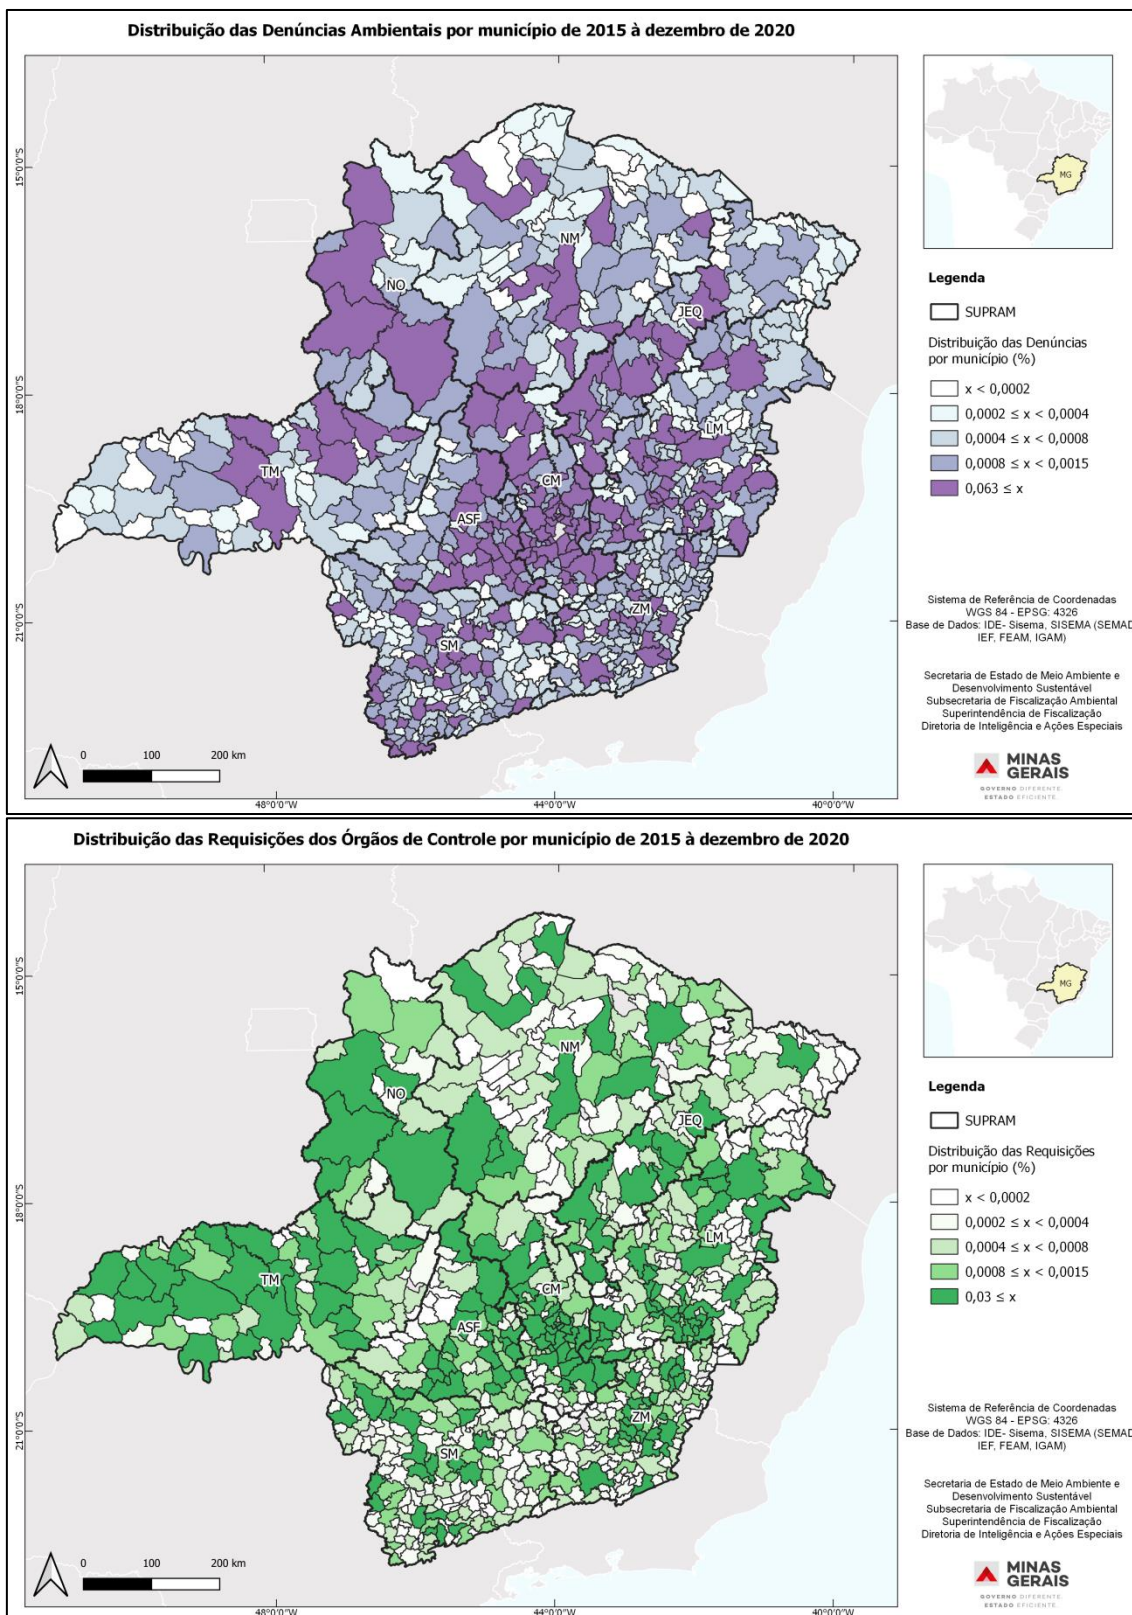 Distribuição das Denúncias Ambientais por município de 2015 à dezembro de 2020
15°0'0"S
18°0'0"S
21°0'0"S
NM
NO
JEQ
LM
TM
CM
ASF
ZM
SM
0 100 200 km
48°0'0"W 44°0'0"W 40°0'0"W
MG
Legenda
SUPRAM
Distribuição das Denúncias
por município (%)
x < 0,0002
0,0002 ≤ x < 0,0004
0,0004 ≤ x < 0,0008
0,0008 ≤ x < 0,0015
0,063 ≤ x
Sistema de Referência de Coordenadas
WGS 84 - EPSG: 4326
Base de Dados: IDE- Sisema, SISEMA (SEMAD
IEF, FEAM, IGAM)
Secretaria de Estado de Meio Ambiente e
Desenvolvimento Sustentável
Subsecretaria de Fiscalização Ambiental
Superintendência de Fiscalização
Diretoria de Inteligência e Ações Especiais
MINAS
GERAIS
GOVERNO DIFERENTE.
ESTADO EFICIENTE.
Distribuição das Requisições dos Órgãos de Controle por município de 2015 à dezembro de 2020
15°0'0"S
18°0'0"S
21°0'0"S
NM
NO
JEQ
LM
TM
CM
ASF
ZM
SM
0 100 200 km
48°0'0"W 44°0'0"W 40°0'0"W
MG
Legenda
SUPRAM
Distribuição das Requisições
por município (%)
x < 0,0002
0,0002 ≤ x < 0,0004
0,0004 ≤ x < 0,0008
0,0008 ≤ x < 0,0015
0,03 ≤ x
Sistema de Referência de Coordenadas
WGS 84 - EPSG: 4326
Base de Dados: IDE- Sisema, SISEMA (SEMAD
IEF, FEAM, IGAM)
Secretaria de Estado de Meio Ambiente e
Desenvolvimento Sustentável
Subsecretaria de Fiscalização Ambiental
Superintendência de Fiscalização
Diretoria de Inteligência e Ações Especiais
MINAS
GERAIS
GOVERNO DIFERENTE.
ESTADO EFICIENTE.